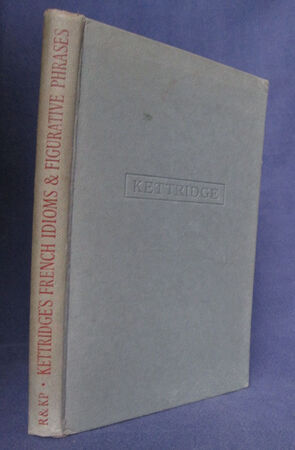 R & KP · KETTRIDGE'S FRENCH IDIOMS & FIGURATIVE PHRASES
KETTRIDGE